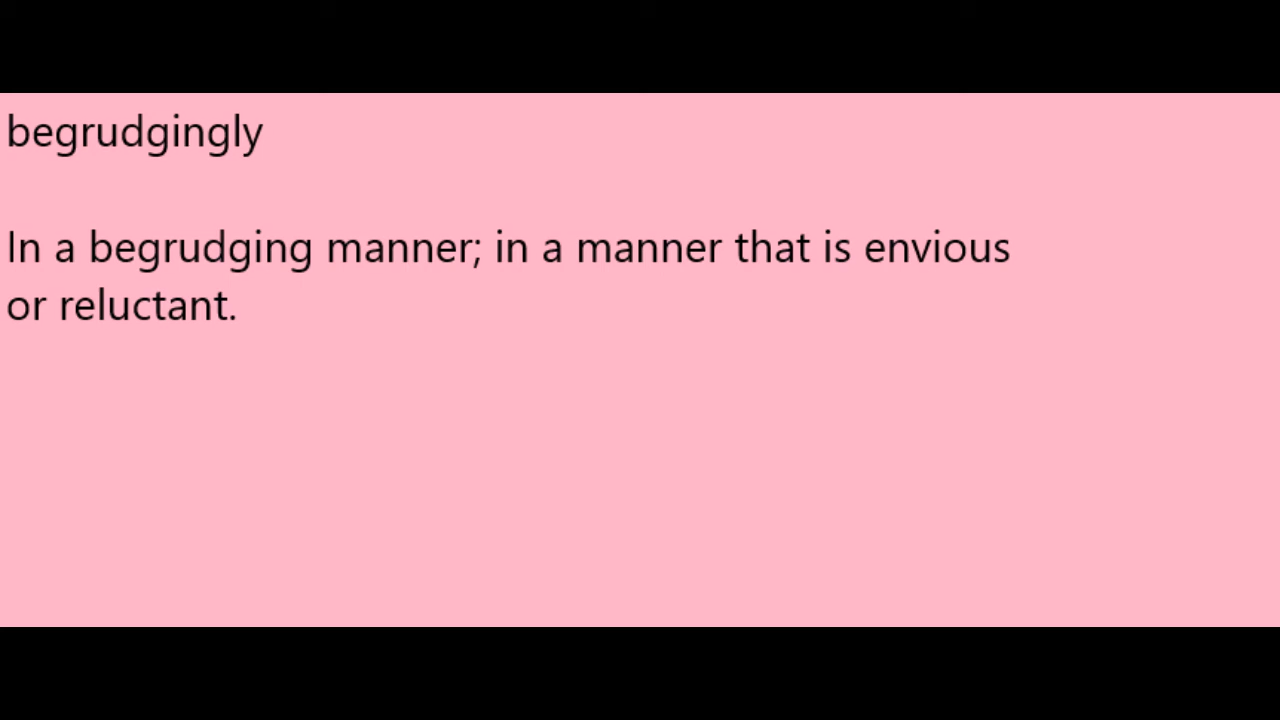 begrudgingly
In a begrudging manner; in a manner that is envious
or reluctant.